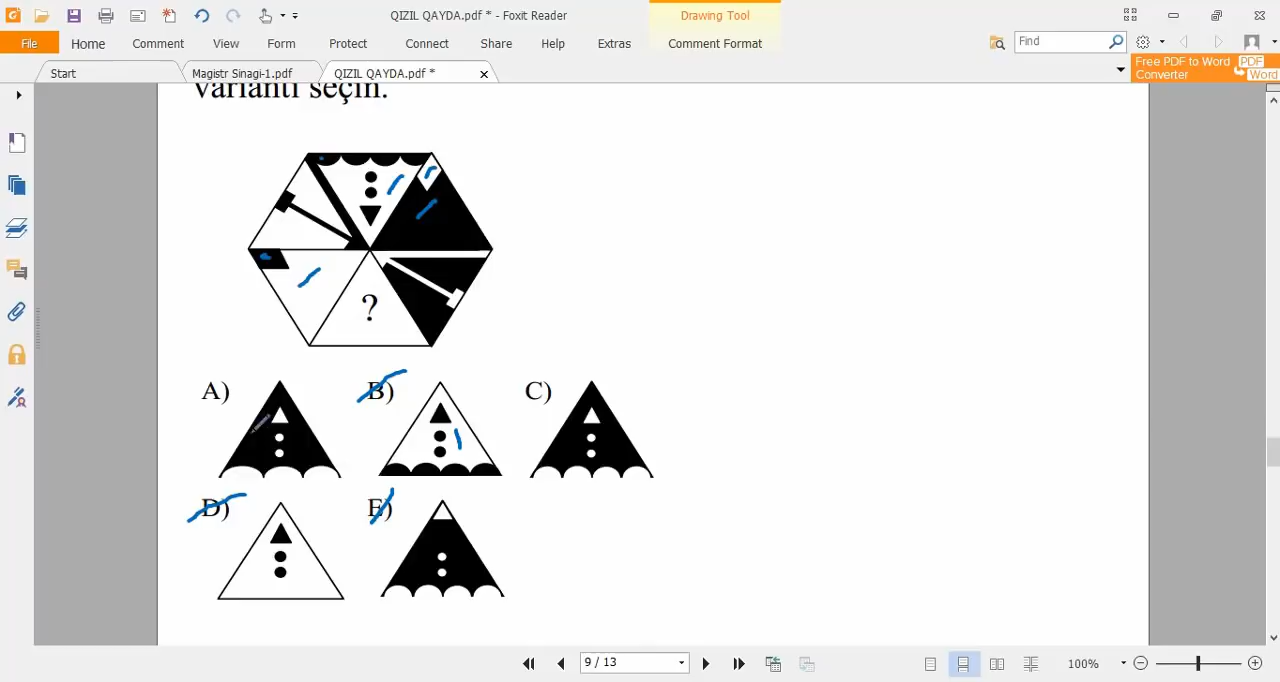 QIZIL QAYDA.pdf * - Foxit Reader
Drawing Tool
File
Home
Comment
View
Form
Protect
Connect
Share
Help
Extras
Comment Format
Find
Start
Magistr Sinagi-1.pdf
QIZIL QAYDA.pdf *
Free PDF to Word
Converter
PDF
Word
variantı seçin.
?
A)
B)
C)
D)
E)
9 / 13
100%